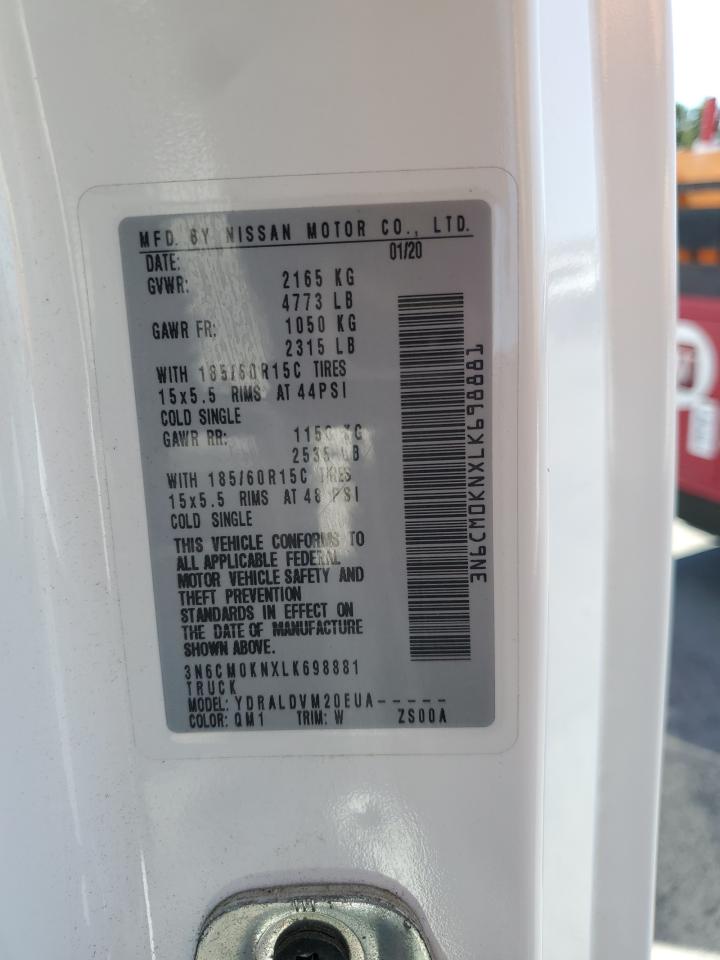 MFD. BY NISSAN MOTOR CO., LTD.
DATE: 01/20
GVWR: 2165 KG
4773 LB
GAWR FR: 1050 KG
2315 LB
WITH 185/60R15C TIRES
15x5.5 RIMS AT 44PSI
COLD SINGLE
GAWR RR: 1150 KG
2535 LB
WITH 185/60R15C TIRES
15x5.5 RIMS AT 48 PSI
COLD SINGLE
THIS VEHICLE CONFORMS TO
ALL APPLICABLE FEDERAL
MOTOR VEHICLE SAFETY AND
THEFT PREVENTION
STANDARDS IN EFFECT ON
THE DATE OF MANUFACTURE
SHOWN ABOVE.
3N6CM0KNXLK698881
TRUCK
MODEL: YDRALDVM20EUA-----
COLOR: QM1 TRIM: W ZS00A
3N6CM0KNXLK698881